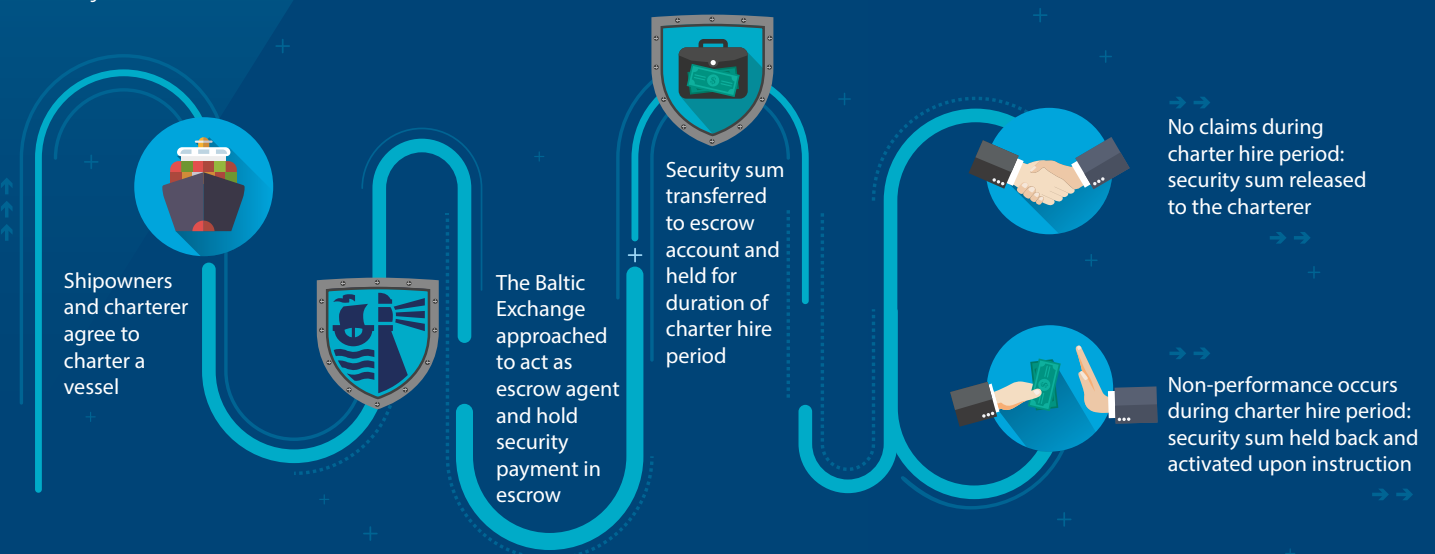 Shipowners
and charterer
agree to
charter a
vessel
The Baltic
Exchange
approached
to act as
escrow agent
and hold
security
payment in
escrow
Security sum
transferred
to escrow
account and
held for
duration of
charter hire
period
No claims during
charter hire period:
security sum released
to the charterer
Non-performance occurs
during charter hire period:
security sum held back and
activated upon instruction